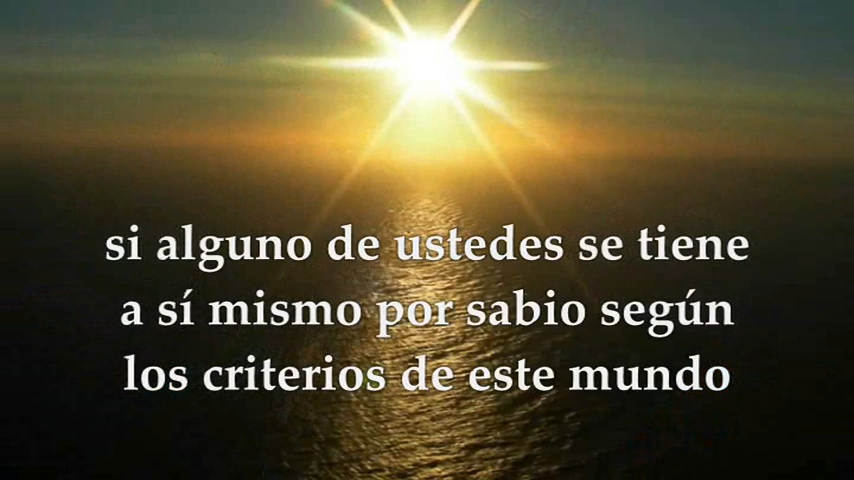 si alguno de ustedes se tiene
a sí mismo por sabio según
los criterios de este mundo